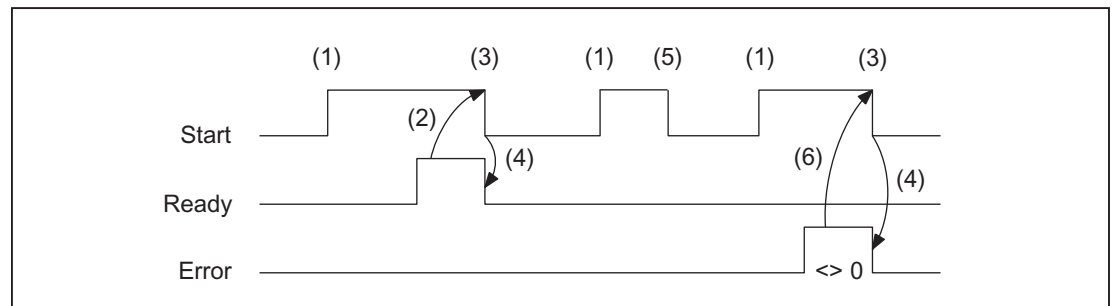 (1) (3) (1) (5) (1) (3)
Start
(2)
(4)
(6)
(4)
Ready
Error
<> 0